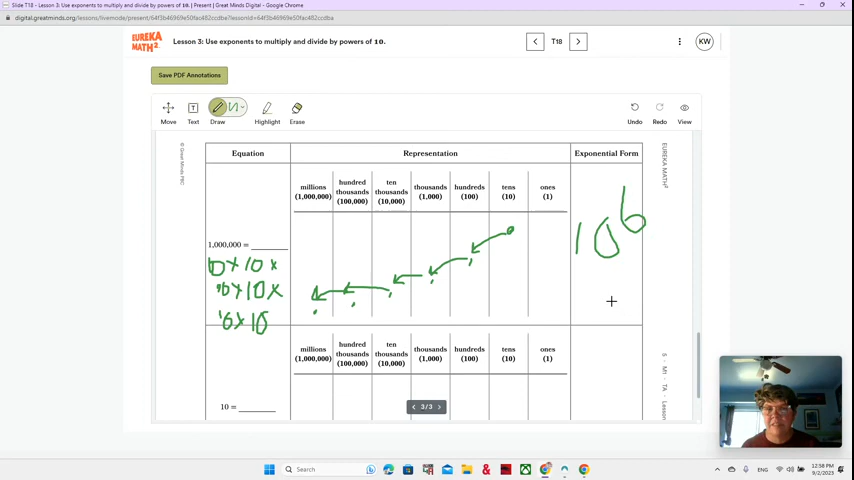 Slide T18 - Use exponents to multiply and divide by powers of 10. | Present | Great Minds Digital - Google Chrome
digital.greatminds.org/lessons/livemode/present/64f3b46969e50fac482ccdba?lessonId=64f3b46969e50fac482ccdba
EUREKA MATH²
Lesson 3: Use exponents to multiply and divide by powers of 10.
T18
KW
Save PDF Annotations
Move
Text
Draw
Highlight
Erase
Undo
Redo
View
© Great Minds PBC
EUREKA MATH²
Equation
Representation
Exponential Form
millions (1,000,000)
hundred thousands (100,000)
ten thousands (10,000)
thousands (1,000)
hundreds (100)
tens (10)
ones (1)
1,000,000 = ________
10 × 10 ×
10 × 10 ×
10 × 10
10⁶
millions (1,000,000)
hundred thousands (100,000)
ten thousands (10,000)
thousands (1,000)
hundreds (100)
tens (10)
ones (1)
10 = ________
3/3
5 ▸ M1 ▸ TA ▸ Lesson
Search
ENG
12:58 PM
9/2/2023